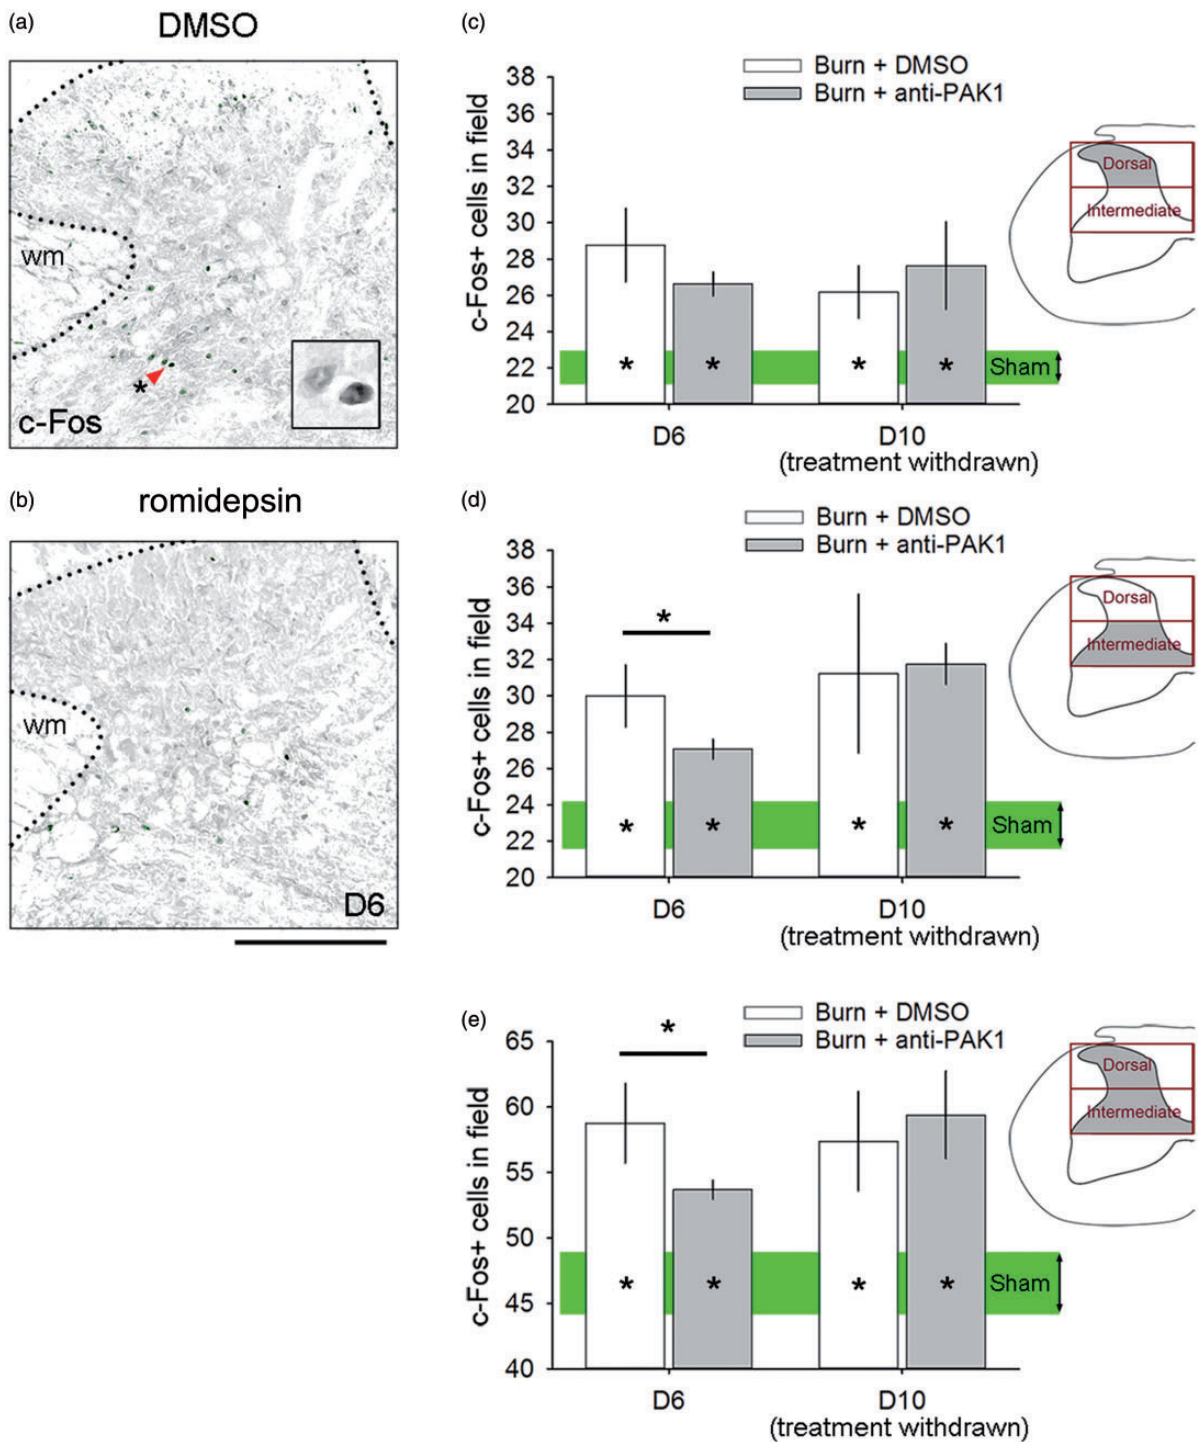 (a)
DMSO
wm
*
c-Fos
(b)
romidepsin
wm
D6
(c)
Burn + DMSO
Burn + anti-PAK1
c-Fos+ cells in field
38
36
34
32
30
28
26
24
22
20
* * * *
Sham
D6 D10
(treatment withdrawn)
Dorsal
Intermediate
(d)
Burn + DMSO
Burn + anti-PAK1
c-Fos+ cells in field
38
36
34
32
30
28
26
24
22
20
*
* * * *
Sham
D6 D10
(treatment withdrawn)
Dorsal
Intermediate
(e)
Burn + DMSO
Burn + anti-PAK1
c-Fos+ cells in field
65
60
55
50
45
40
*
* * * *
Sham
D6 D10
(treatment withdrawn)
Dorsal
Intermediate